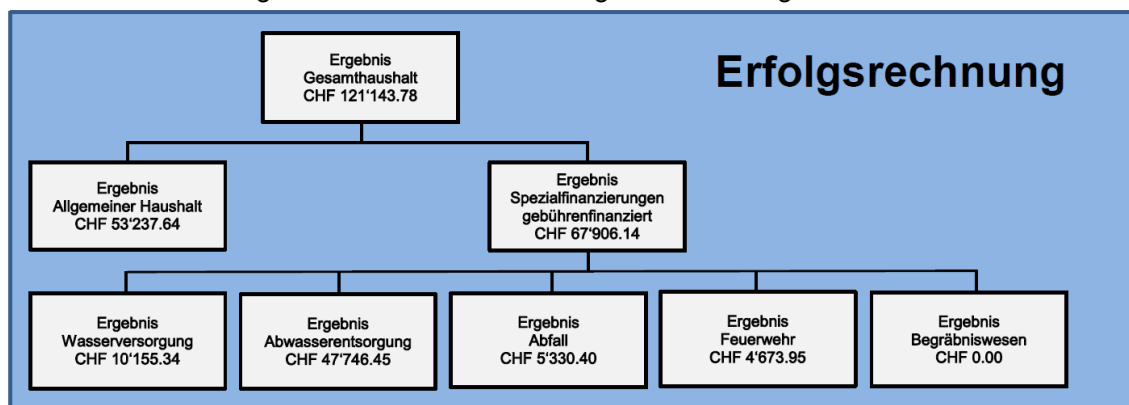 Erfolgsrechnung
Ergebnis
Gesamthaushalt
CHF 121‘143.78
Ergebnis
Allgemeiner Haushalt
CHF 53‘237.64
Ergebnis
Spezialfinanzierungen
gebührenfinanziert
CHF 67‘906.14
Ergebnis
Wasserversorgung
CHF 10‘155.34
Ergebnis
Abwasserentsorgung
CHF 47‘746.45
Ergebnis
Abfall
CHF 5‘330.40
Ergebnis
Feuerwehr
CHF 4‘673.95
Ergebnis
Begräbniswesen
CHF 0.00